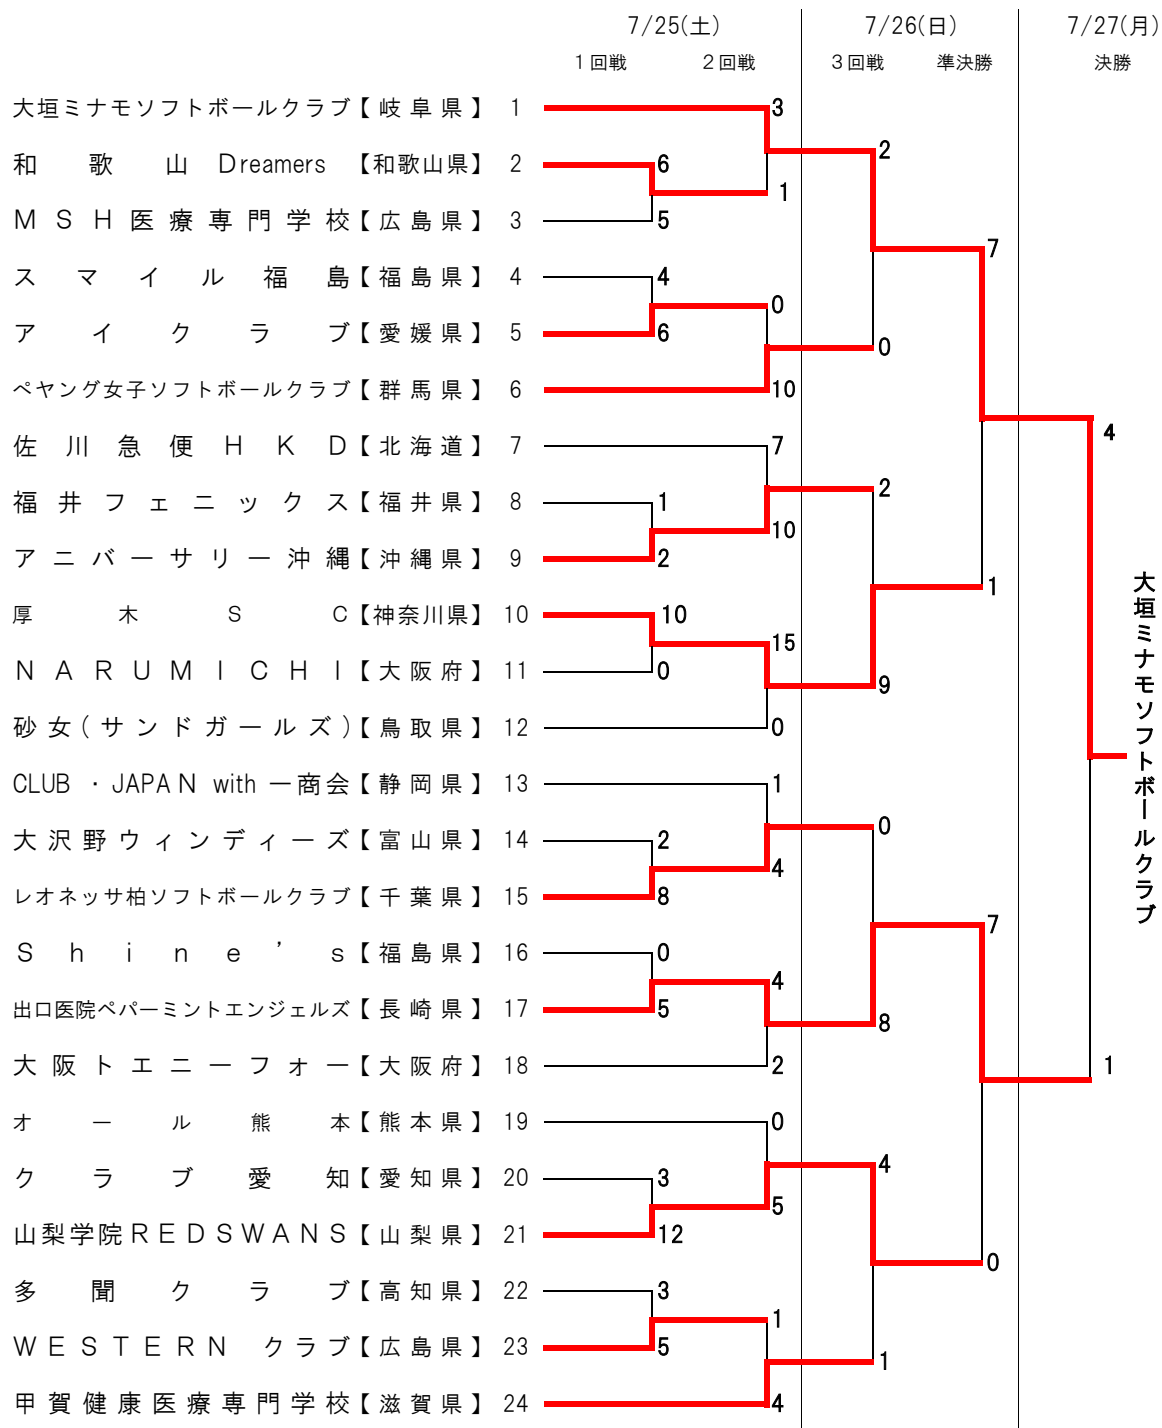 7/25(土) 7/26(日) 7/27(月)
1回戦 2回戦 3回戦 準決勝 決勝
大垣ミナモソフトボールクラブ【岐阜県】 1 3
2
和歌山 Dreamers 【和歌山県】 2 6
1
MSH医療専門学校【広島県】 3 5
7
スマイル福島【福島県】 4 4
0
アイクラブ【愛媛県】 5 6
0
ペヤング女子ソフトボールクラブ【群馬県】 6 10
4
佐川急便HKD【北海道】 7 7
2
福井フェニックス【福井県】 8 1
10
アニバーサリー沖縄【沖縄県】 9 2
1
厚木SC【神奈川県】 10 10
15
NARUMICHI【大阪府】 11 0
9
砂女(サンドガールズ)【鳥取県】 12 0
大垣ミナモソフトボールクラブ
CLUB・JAPAN with 一商会【静岡県】 13 1
0
大沢野ウィンディーズ【富山県】 14 2
4
レオネッサ柏ソフトボールクラブ【千葉県】 15 8
7
Shine's【福島県】 16 0
4
出口医院ペパーミントエンジェルズ【長崎県】 17 5
8
大阪トエニーフォー【大阪府】 18 2
1
オール熊本【熊本県】 19 0
4
クラブ愛知【愛知県】 20 3
5
山梨学院REDSWANS【山梨県】 21 12
0
多聞クラブ【高知県】 22 3
1
WESTERN クラブ【広島県】 23 5
1
甲賀健康医療専門学校【滋賀県】 24 4